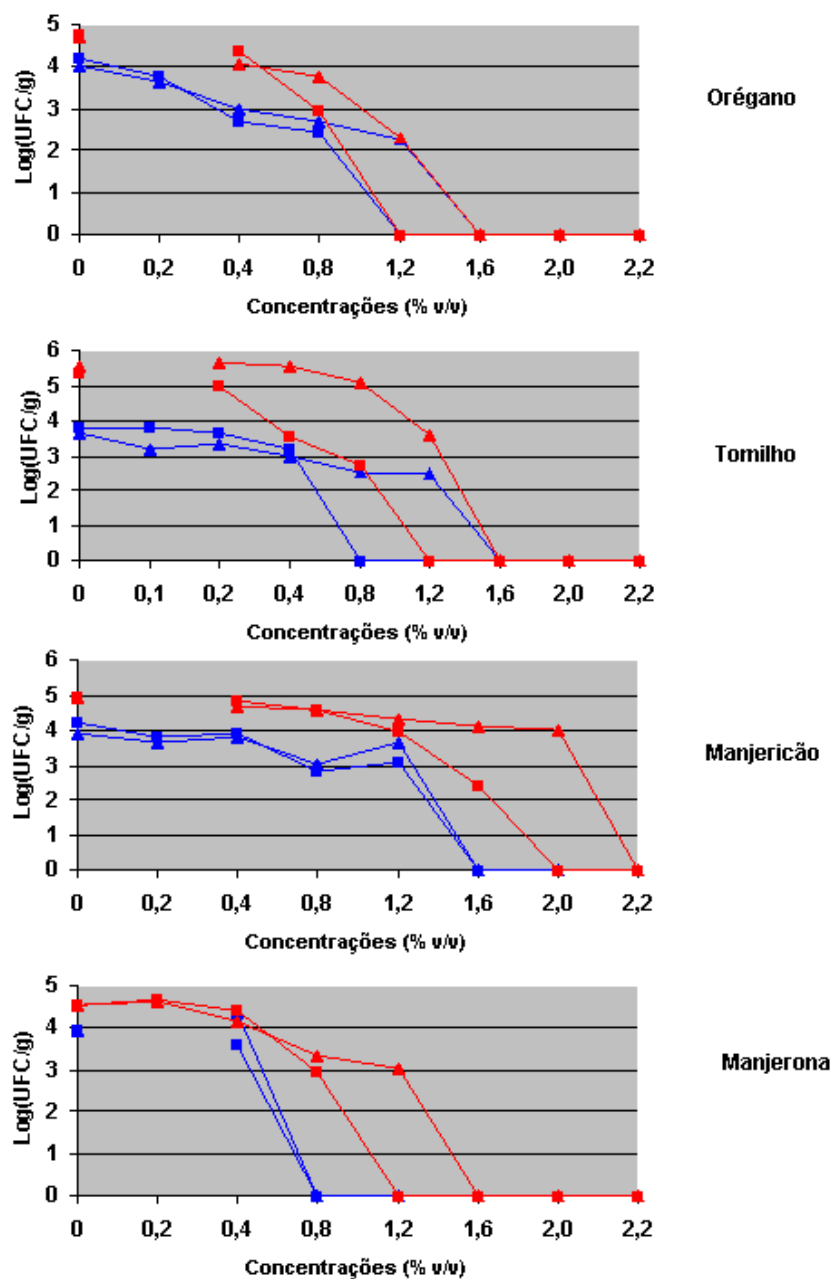 5
4
3
2
1
0
Log(UFC/g)
0 0,2 0,4 0,8 1,2 1,6 2,0 2,2
Concentrações (% v/v)
Orégano
6
5
4
3
2
1
0
Log(UFC/g)
0 0,1 0,2 0,4 0,8 1,2 1,6 2,0 2,2
Concentrações (% v/v)
Tomilho
6
5
4
3
2
1
0
Log(UFC/g)
0 0,2 0,4 0,8 1,2 1,6 2,0 2,2
Concentrações (% v/v)
Manjericão
5
4
3
2
1
0
Log(UFC/g)
0 0,2 0,4 0,8 1,2 1,6 2,0 2,2
Concentrações (% v/v)
Manjerona